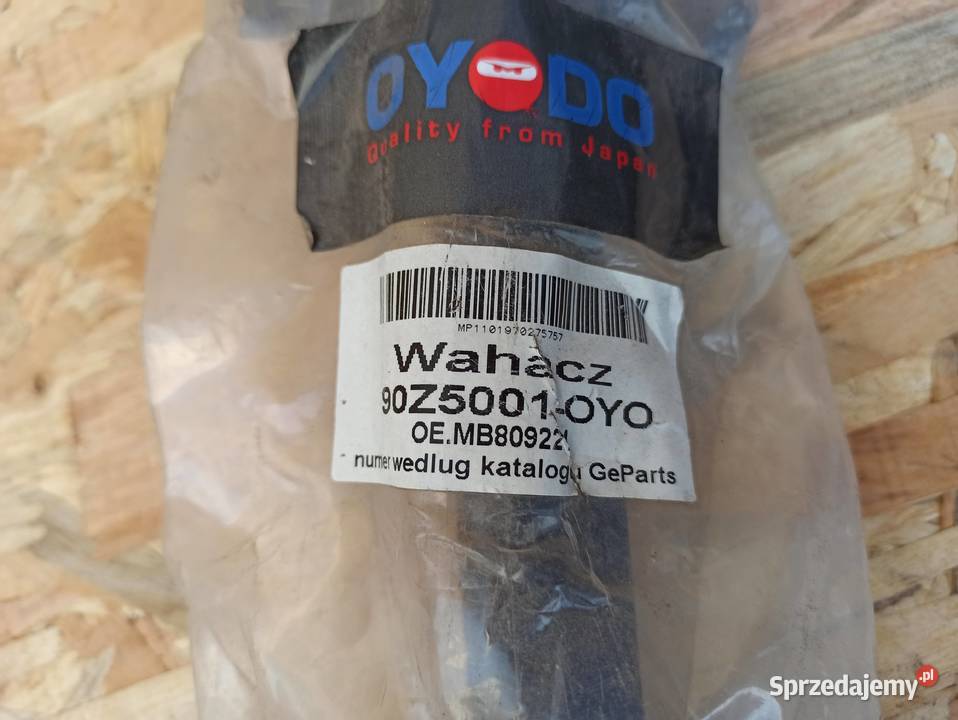 OYODO
Quality from Japan
MP1101970275757
Wahacz
90Z5001-OYO
numer wedlug katalogu GeParts
Sprzedajemy.pl